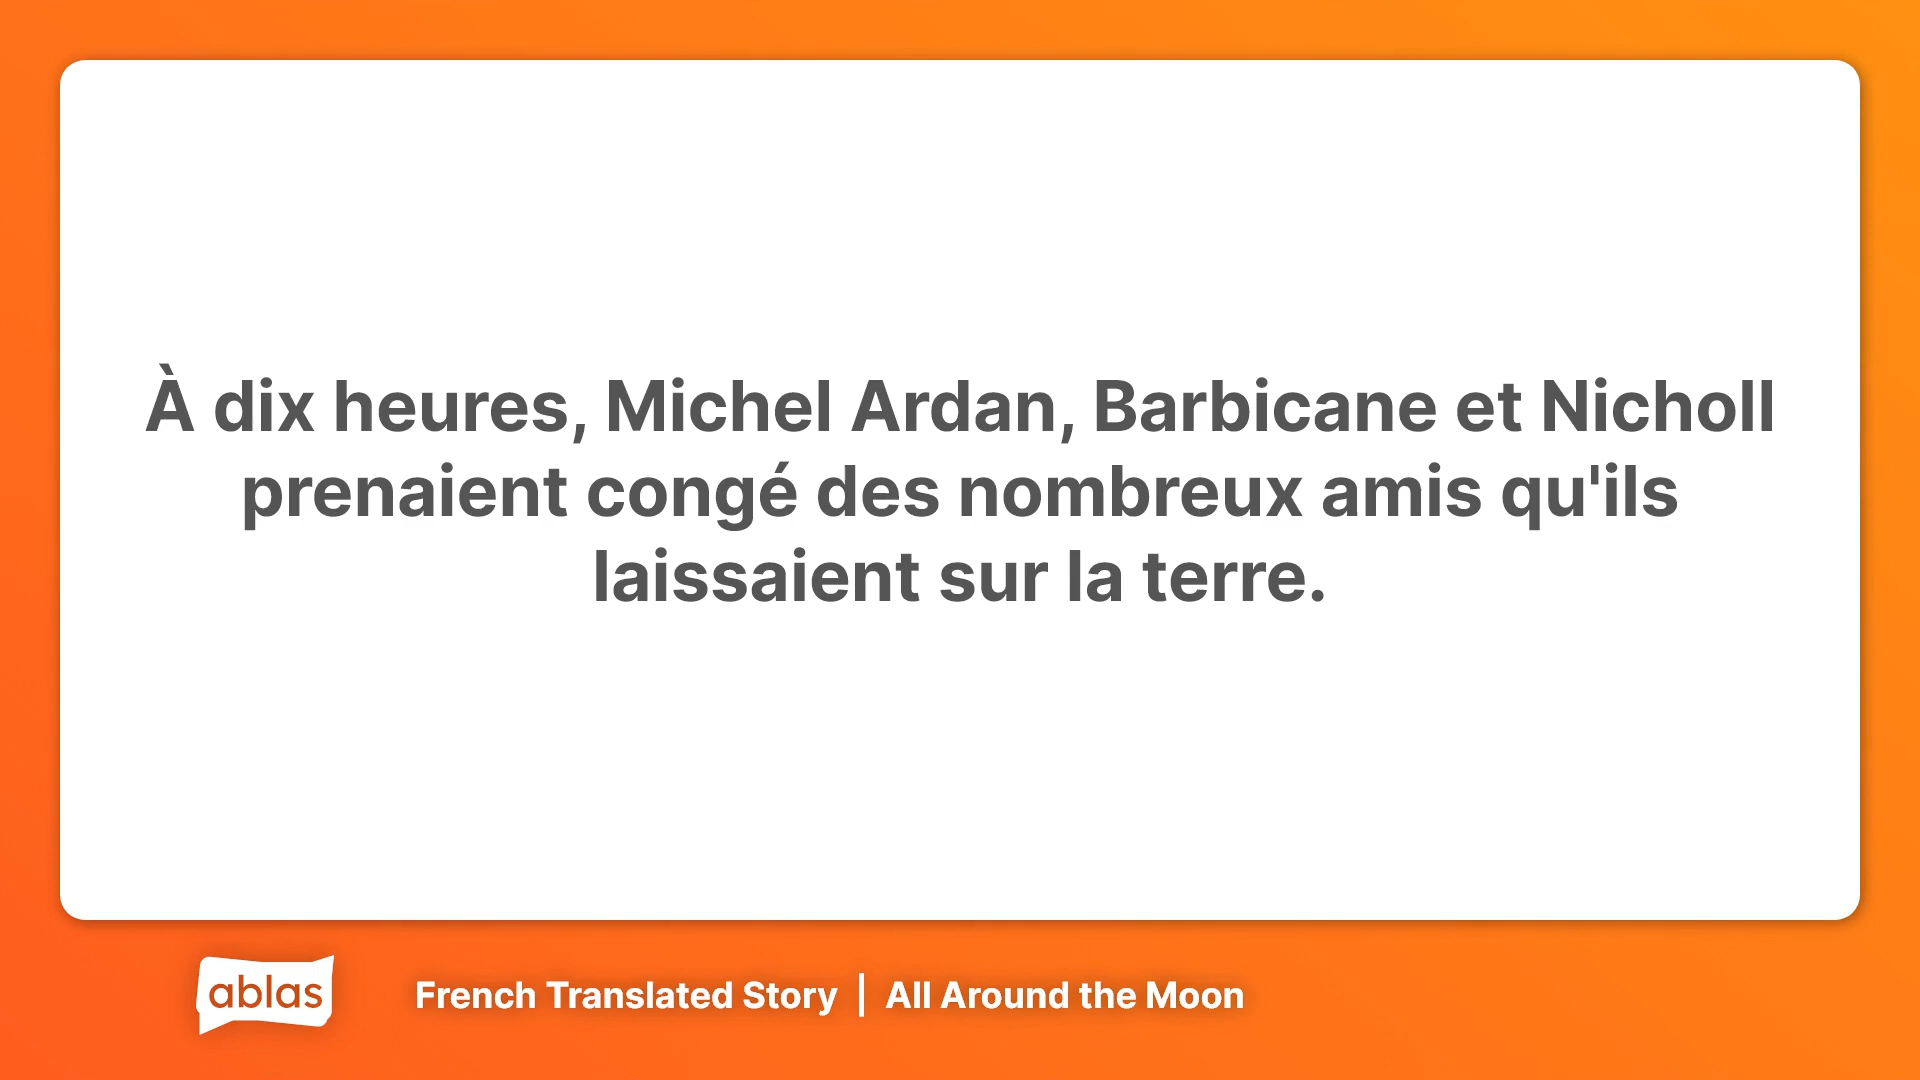 À dix heures, Michel Ardan, Barbicane et Nicholl
prenaient congé des nombreux amis qu'ils
laissaient sur la terre.
ablas
French Translated Story | All Around the Moon